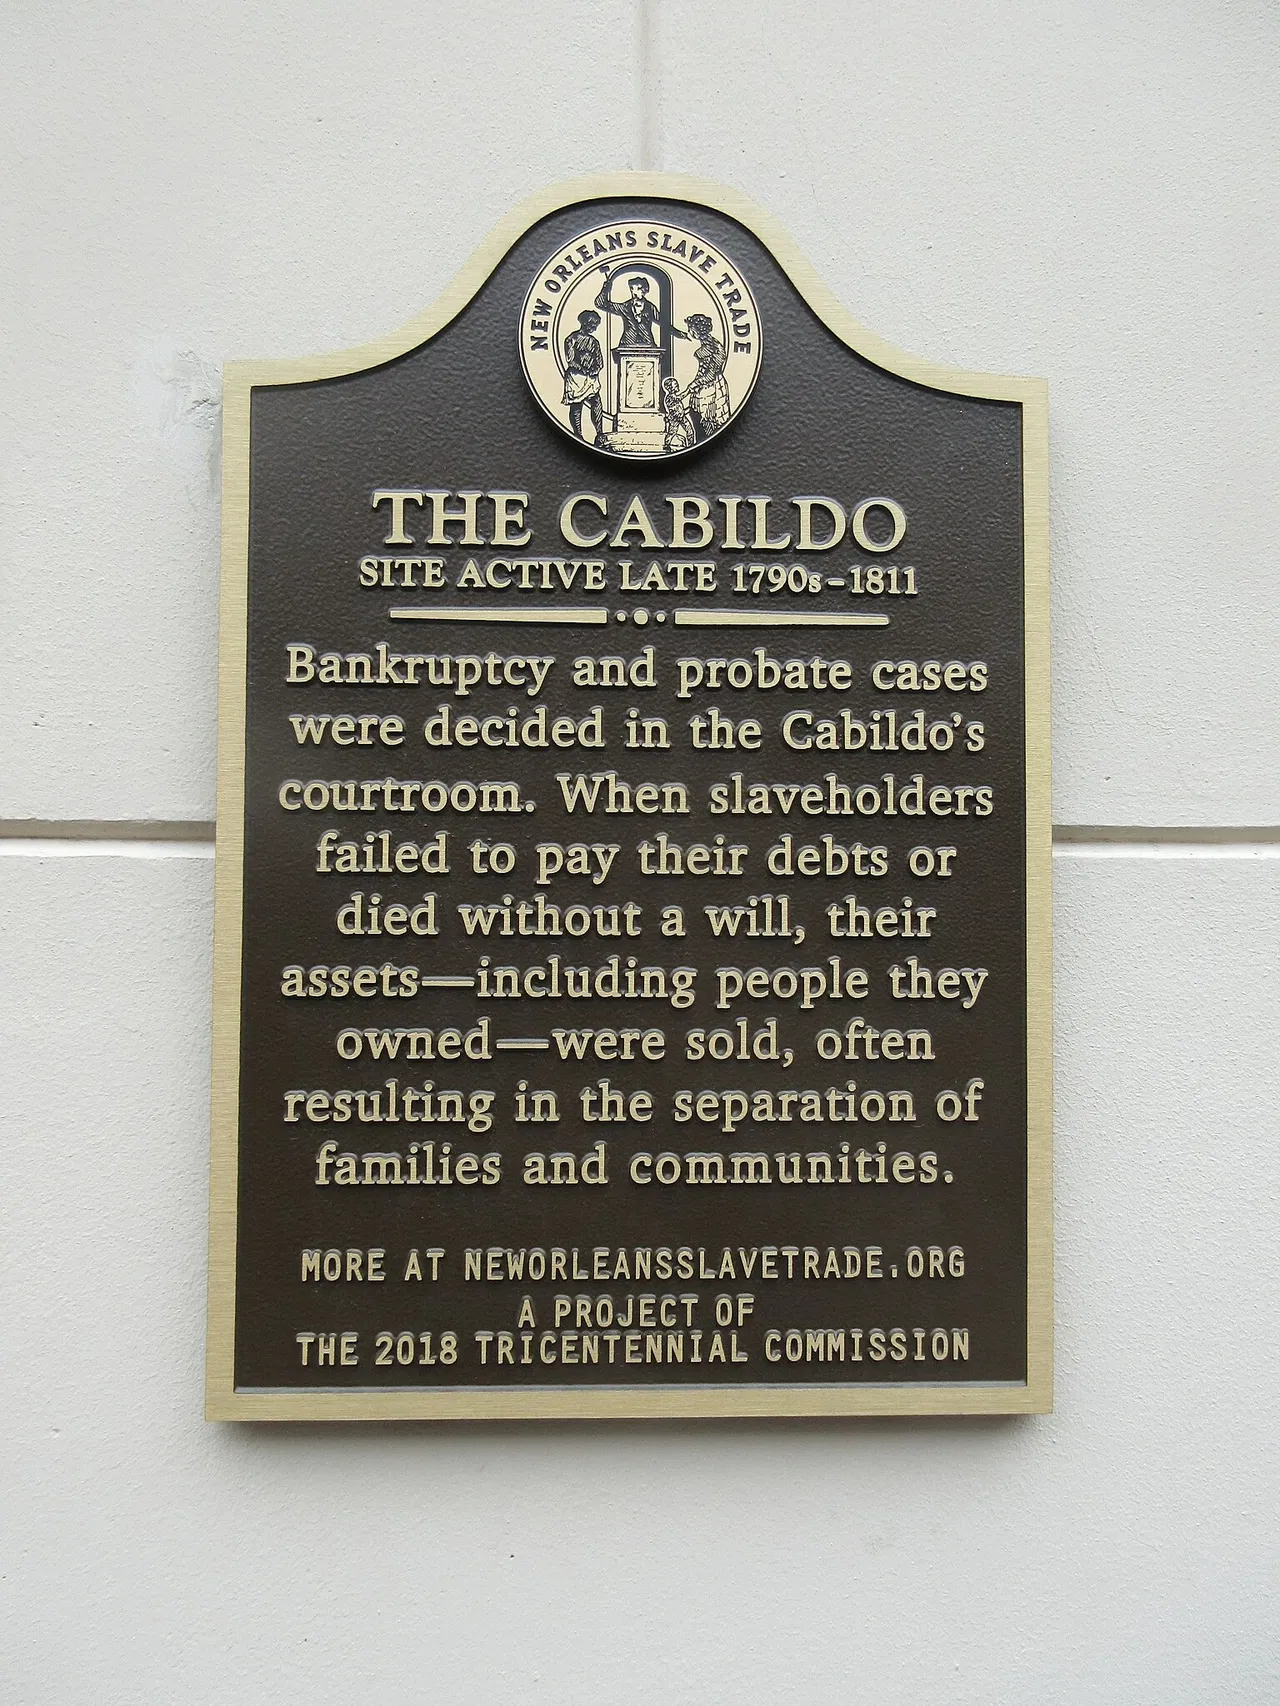 NEW ORLEANS SLAVE TRADE
THE CABILDO
SITE ACTIVE LATE 1790s–1811
Bankruptcy and probate cases
were decided in the Cabildo's
courtroom. When slaveholders
failed to pay their debts or
died without a will, their
assets—including people they
owned—were sold, often
resulting in the separation of
families and communities.
MORE AT NEWORLEANSSLAVETRADE.ORG
A PROJECT OF
THE 2018 TRICENTENNIAL COMMISSION